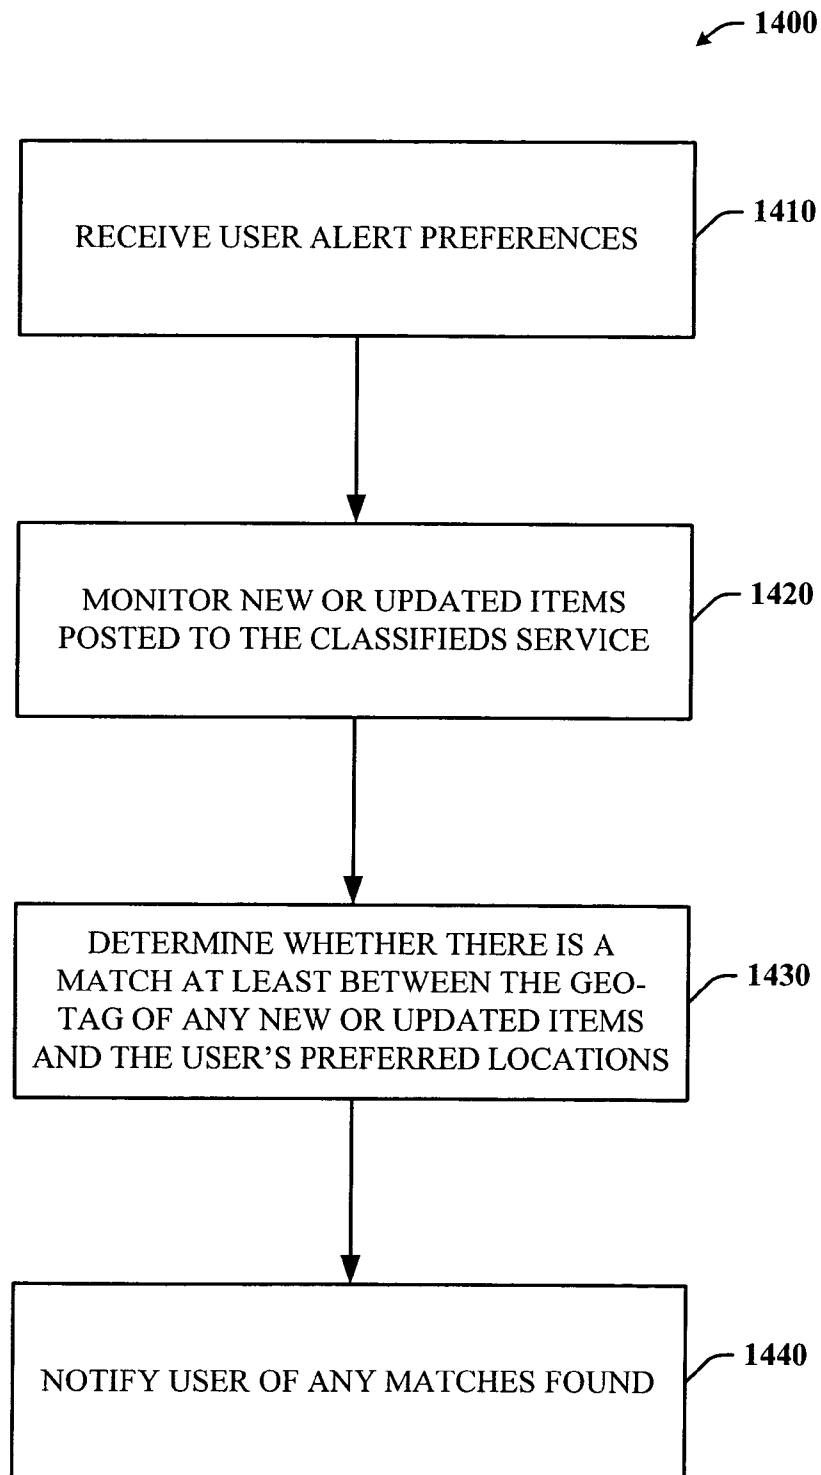 1400
RECEIVE USER ALERT PREFERENCES
1410
MONITOR NEW OR UPDATED ITEMS
POSTED TO THE CLASSIFIEDS SERVICE
1420
DETERMINE WHETHER THERE IS A
MATCH AT LEAST BETWEEN THE GEO-
TAG OF ANY NEW OR UPDATED ITEMS
AND THE USER'S PREFERRED LOCATIONS
1430
NOTIFY USER OF ANY MATCHES FOUND
1440